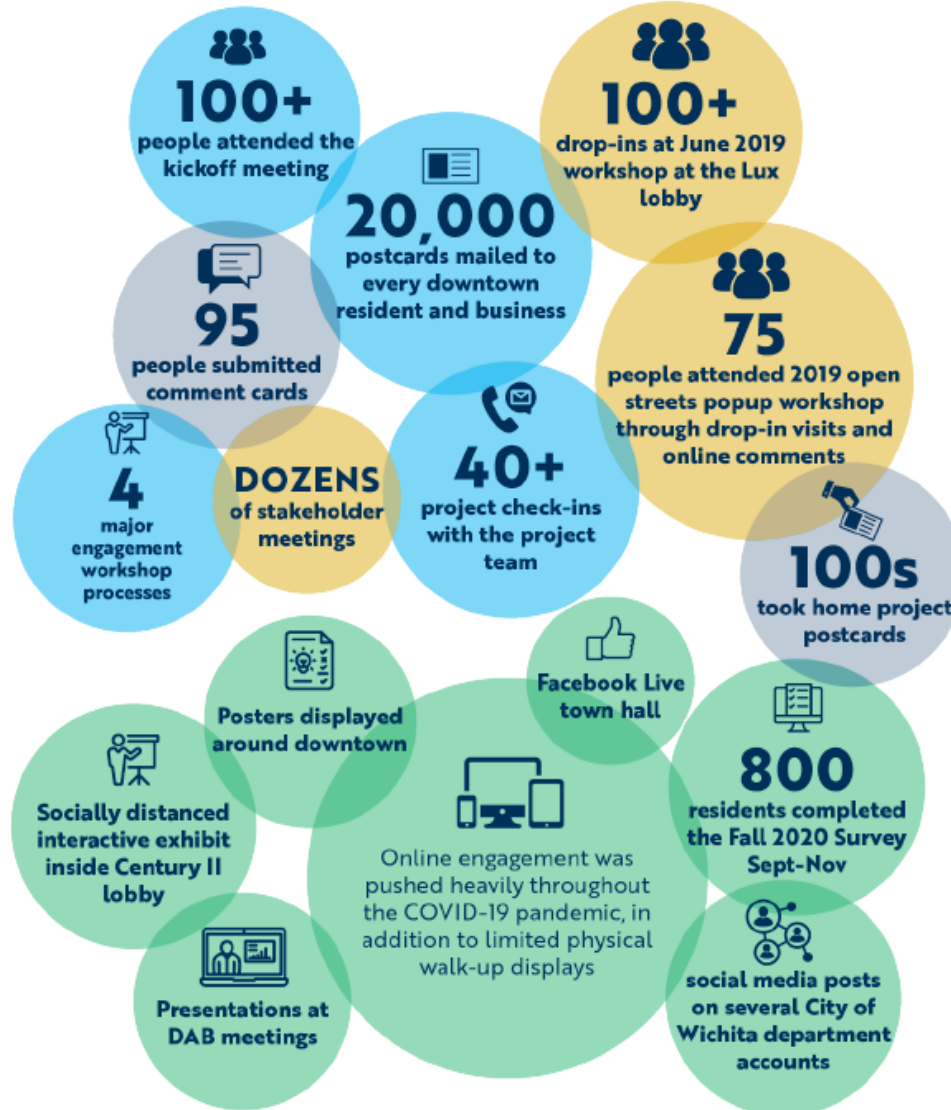 100+
people attended the
kickoff meeting
100+
drop-ins at June 2019
workshop at the Lux
lobby
20,000
postcards mailed to
every downtown
resident and business
95
people submitted
comment cards
75
people attended 2019 open
streets popup workshop
through drop-in visits and
online comments
4
major
engagement
workshop
processes
DOZENS
of stakeholder
meetings
40+
project check-ins
with the project
team
100s
took home project
postcards
Posters displayed
around downtown
Facebook Live
town hall
Socially distanced
interactive exhibit
inside Century II
lobby
Online engagement was
pushed heavily throughout
the COVID-19 pandemic, in
addition to limited physical
walk-up displays
800
residents completed
the Fall 2020 Survey
Sept-Nov
Presentations at
DAB meetings
social media posts
on several City of
Wichita department
accounts